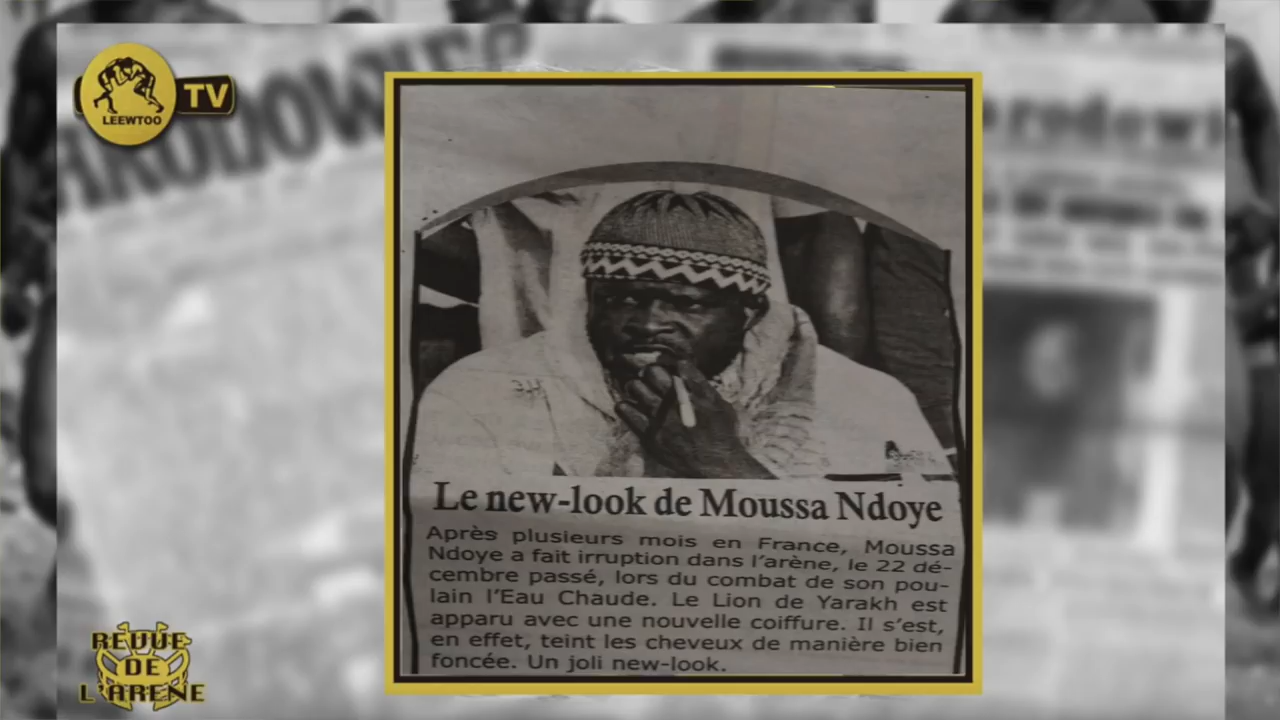 LEEWTOO
TV
Le new-look de Moussa Ndoye
Après plusieurs mois en France, Moussa
Ndoye a fait irruption dans l'arène, le 22 dé-
cembre passé, lors du combat de son pou-
lain l'Eau Chaude. Le Lion de Yarakh est
apparu avec une nouvelle coiffure. Il s'est,
en effet, teint les cheveux de manière bien
foncée. Un joli new-look.
REVUE
DE
L'ARENE